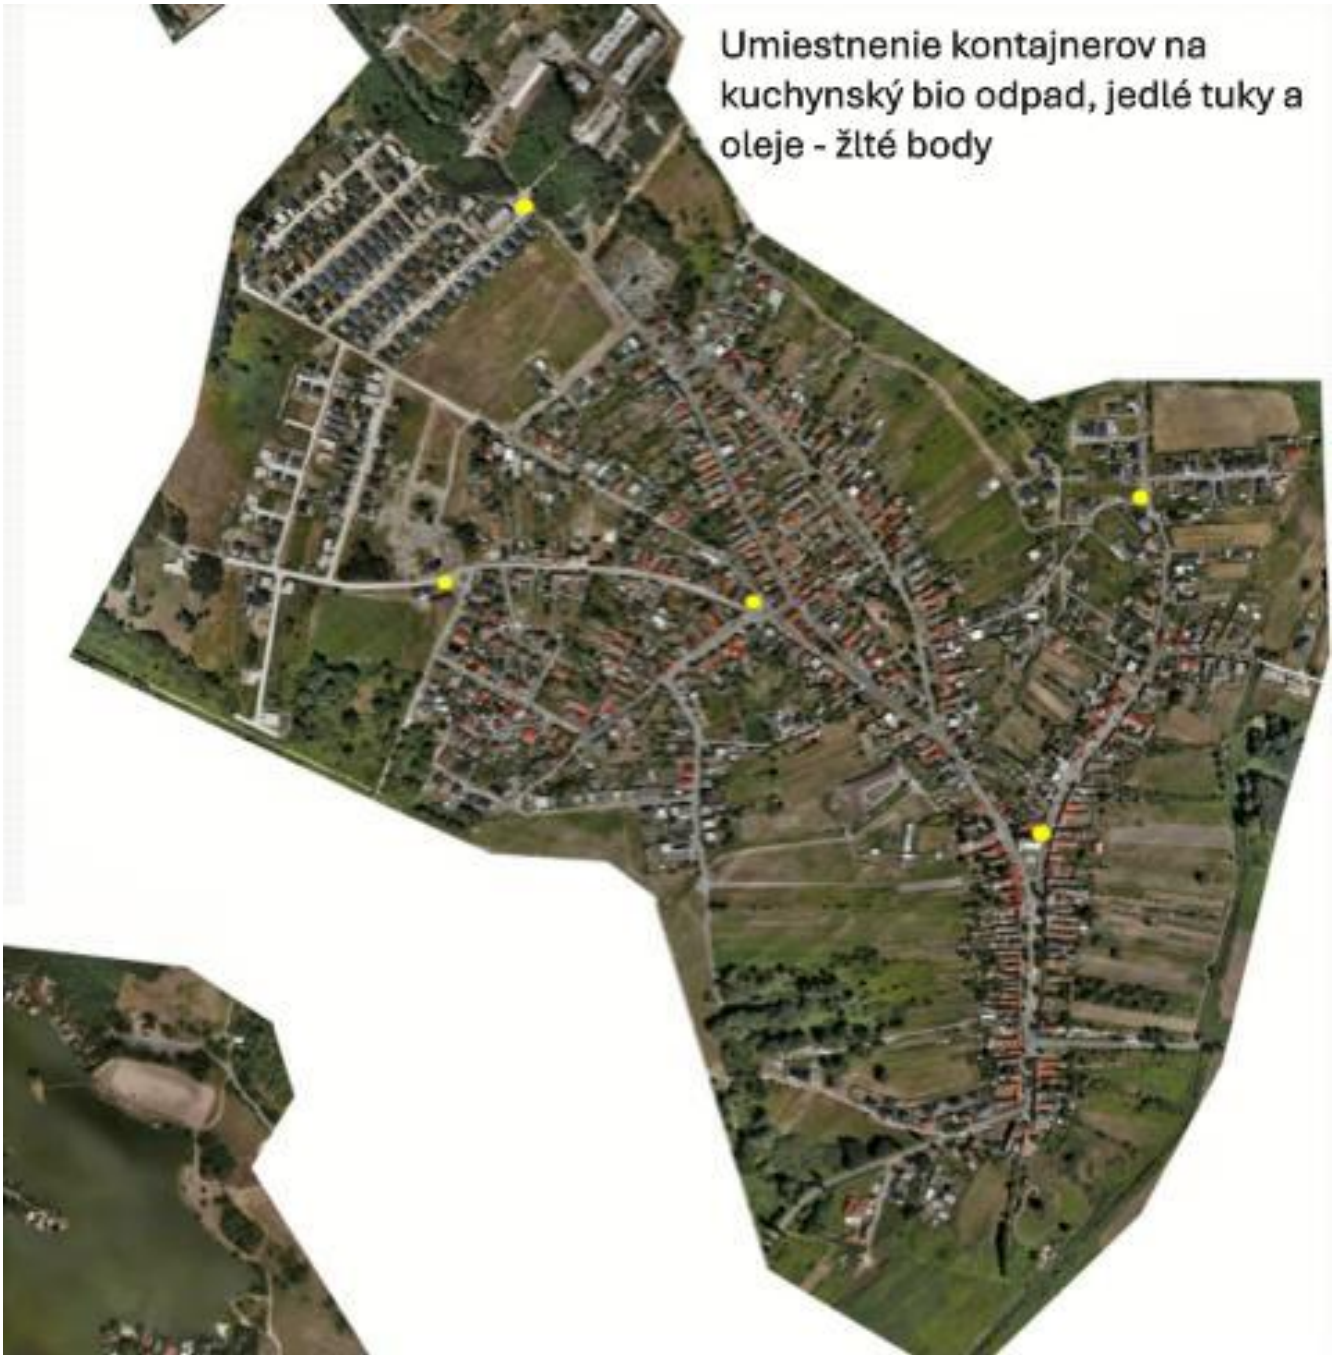 Umiestnenie kontajnerov na
kuchynský bio odpad, jedlé tuky a
oleje - žlté body